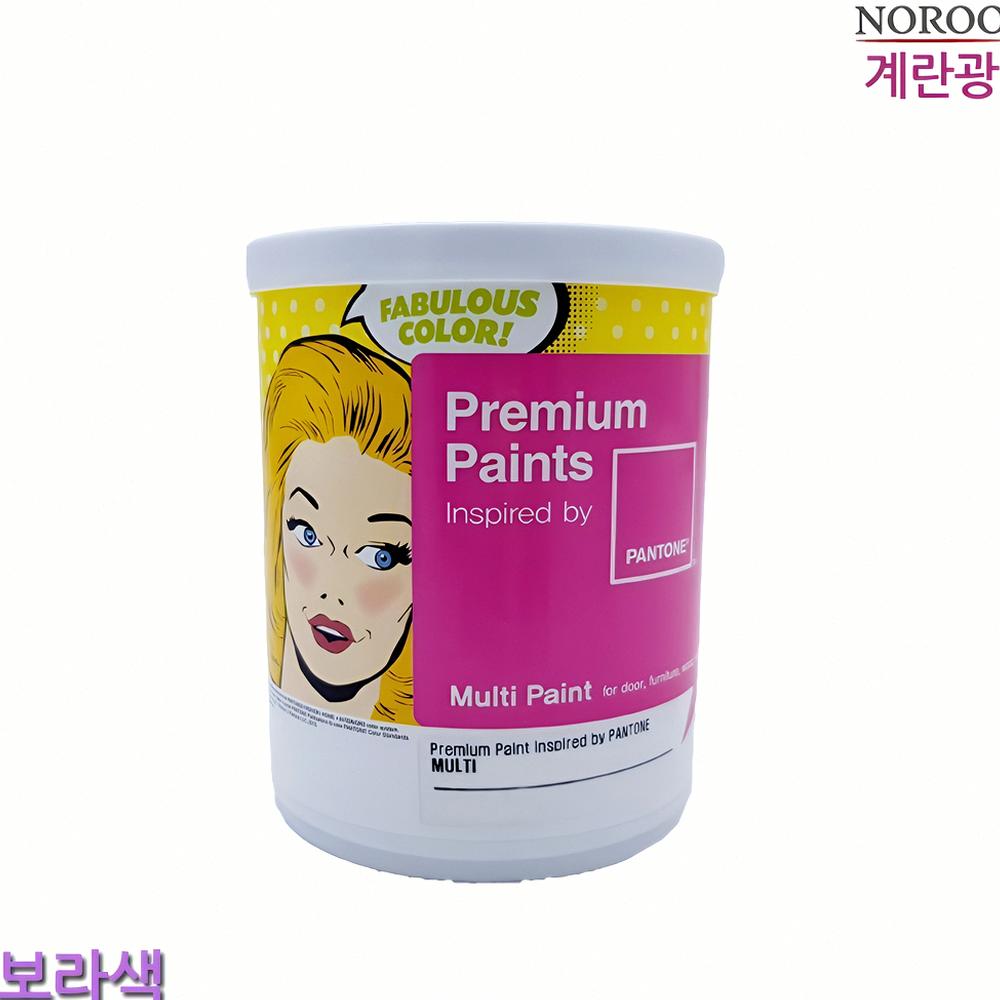 NOROO
계란광
FABULOUS
COLOR!
Premium
Paints
Inspired by
PANTONE
Multi Paint for door, furniture,
Premium Paint Inspired by PANTONE
MULTI
보라색